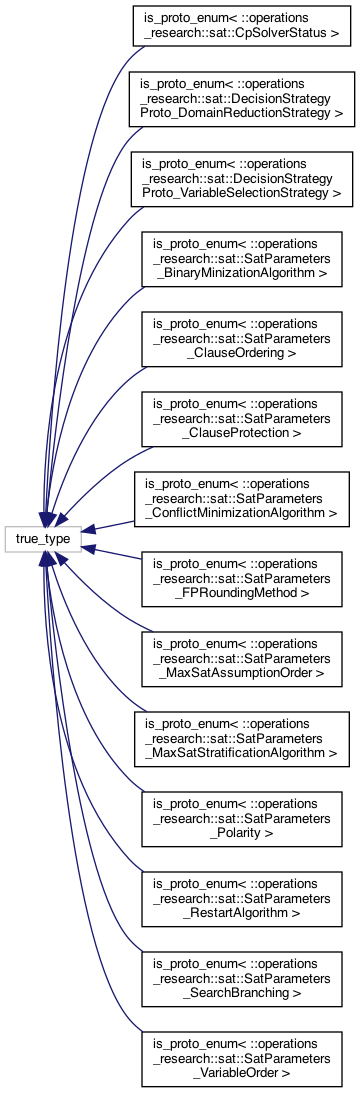 is_proto_enum< ::operations
_research::sat::CpSolverStatus >
is_proto_enum< ::operations
_research::sat::DecisionStrategy
Proto_DomainReductionStrategy >
is_proto_enum< ::operations
_research::sat::DecisionStrategy
Proto_VariableSelectionStrategy >
is_proto_enum< ::operations
_research::sat::SatParameters
_BinaryMinizationAlgorithm >
is_proto_enum< ::operations
_research::sat::SatParameters
_ClauseOrdering >
is_proto_enum< ::operations
_research::sat::SatParameters
_ClauseProtection >
is_proto_enum< ::operations
_research::sat::SatParameters
_ConflictMinimizationAlgorithm >
true_type
is_proto_enum< ::operations
_research::sat::SatParameters
_FPRoundingMethod >
is_proto_enum< ::operations
_research::sat::SatParameters
_MaxSatAssumptionOrder >
is_proto_enum< ::operations
_research::sat::SatParameters
_MaxSatStratificationAlgorithm >
is_proto_enum< ::operations
_research::sat::SatParameters
_Polarity >
is_proto_enum< ::operations
_research::sat::SatParameters
_RestartAlgorithm >
is_proto_enum< ::operations
_research::sat::SatParameters
_SearchBranching >
is_proto_enum< ::operations
_research::sat::SatParameters
_VariableOrder >